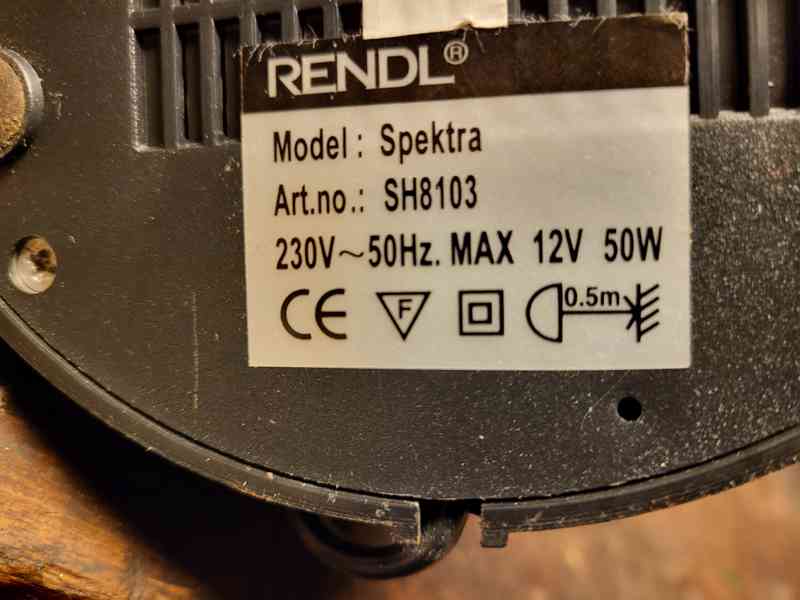 RENDL®
Model : Spektra
Art.no.: SH8103
230V~50Hz. MAX 12V 50W
CE F 0.5m